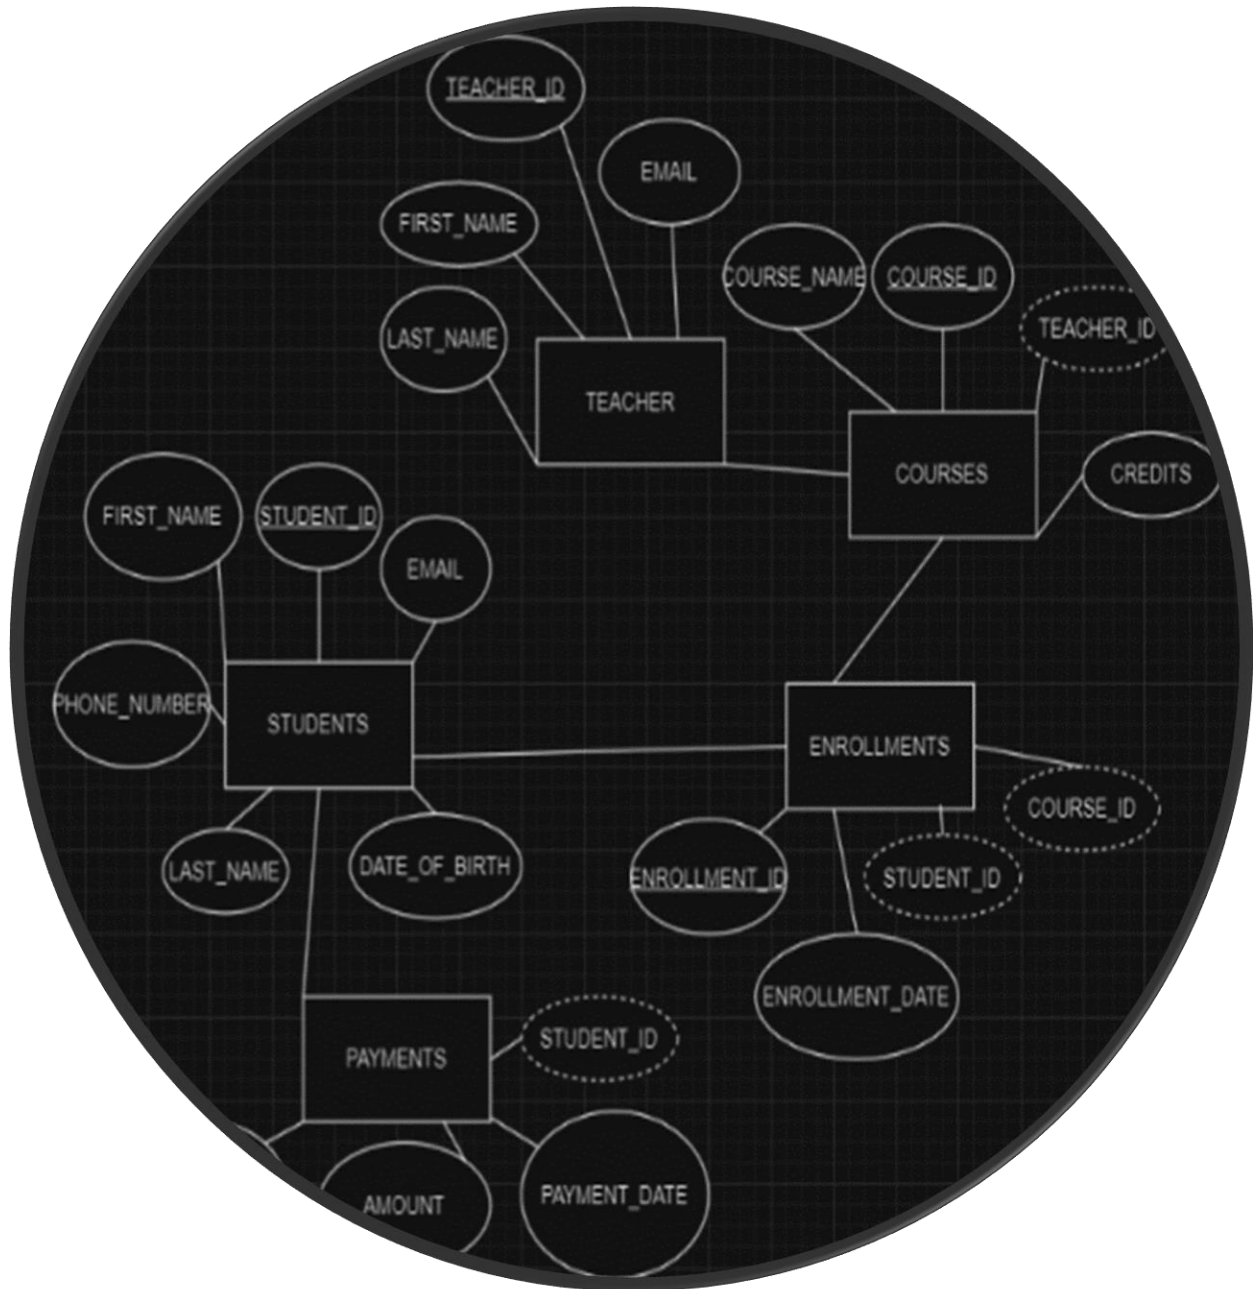 TEACHER_ID
EMAIL
FIRST_NAME
COURSE_NAME
COURSE_ID
TEACHER_ID
LAST_NAME
TEACHER
COURSES
CREDITS
FIRST_NAME
STUDENT_ID
EMAIL
PHONE_NUMBER
STUDENTS
ENROLLMENTS
COURSE_ID
LAST_NAME
DATE_OF_BIRTH
ENROLLMENT_ID
STUDENT_ID
ENROLLMENT_DATE
STUDENT_ID
PAYMENTS
AMOUNT
PAYMENT_DATE